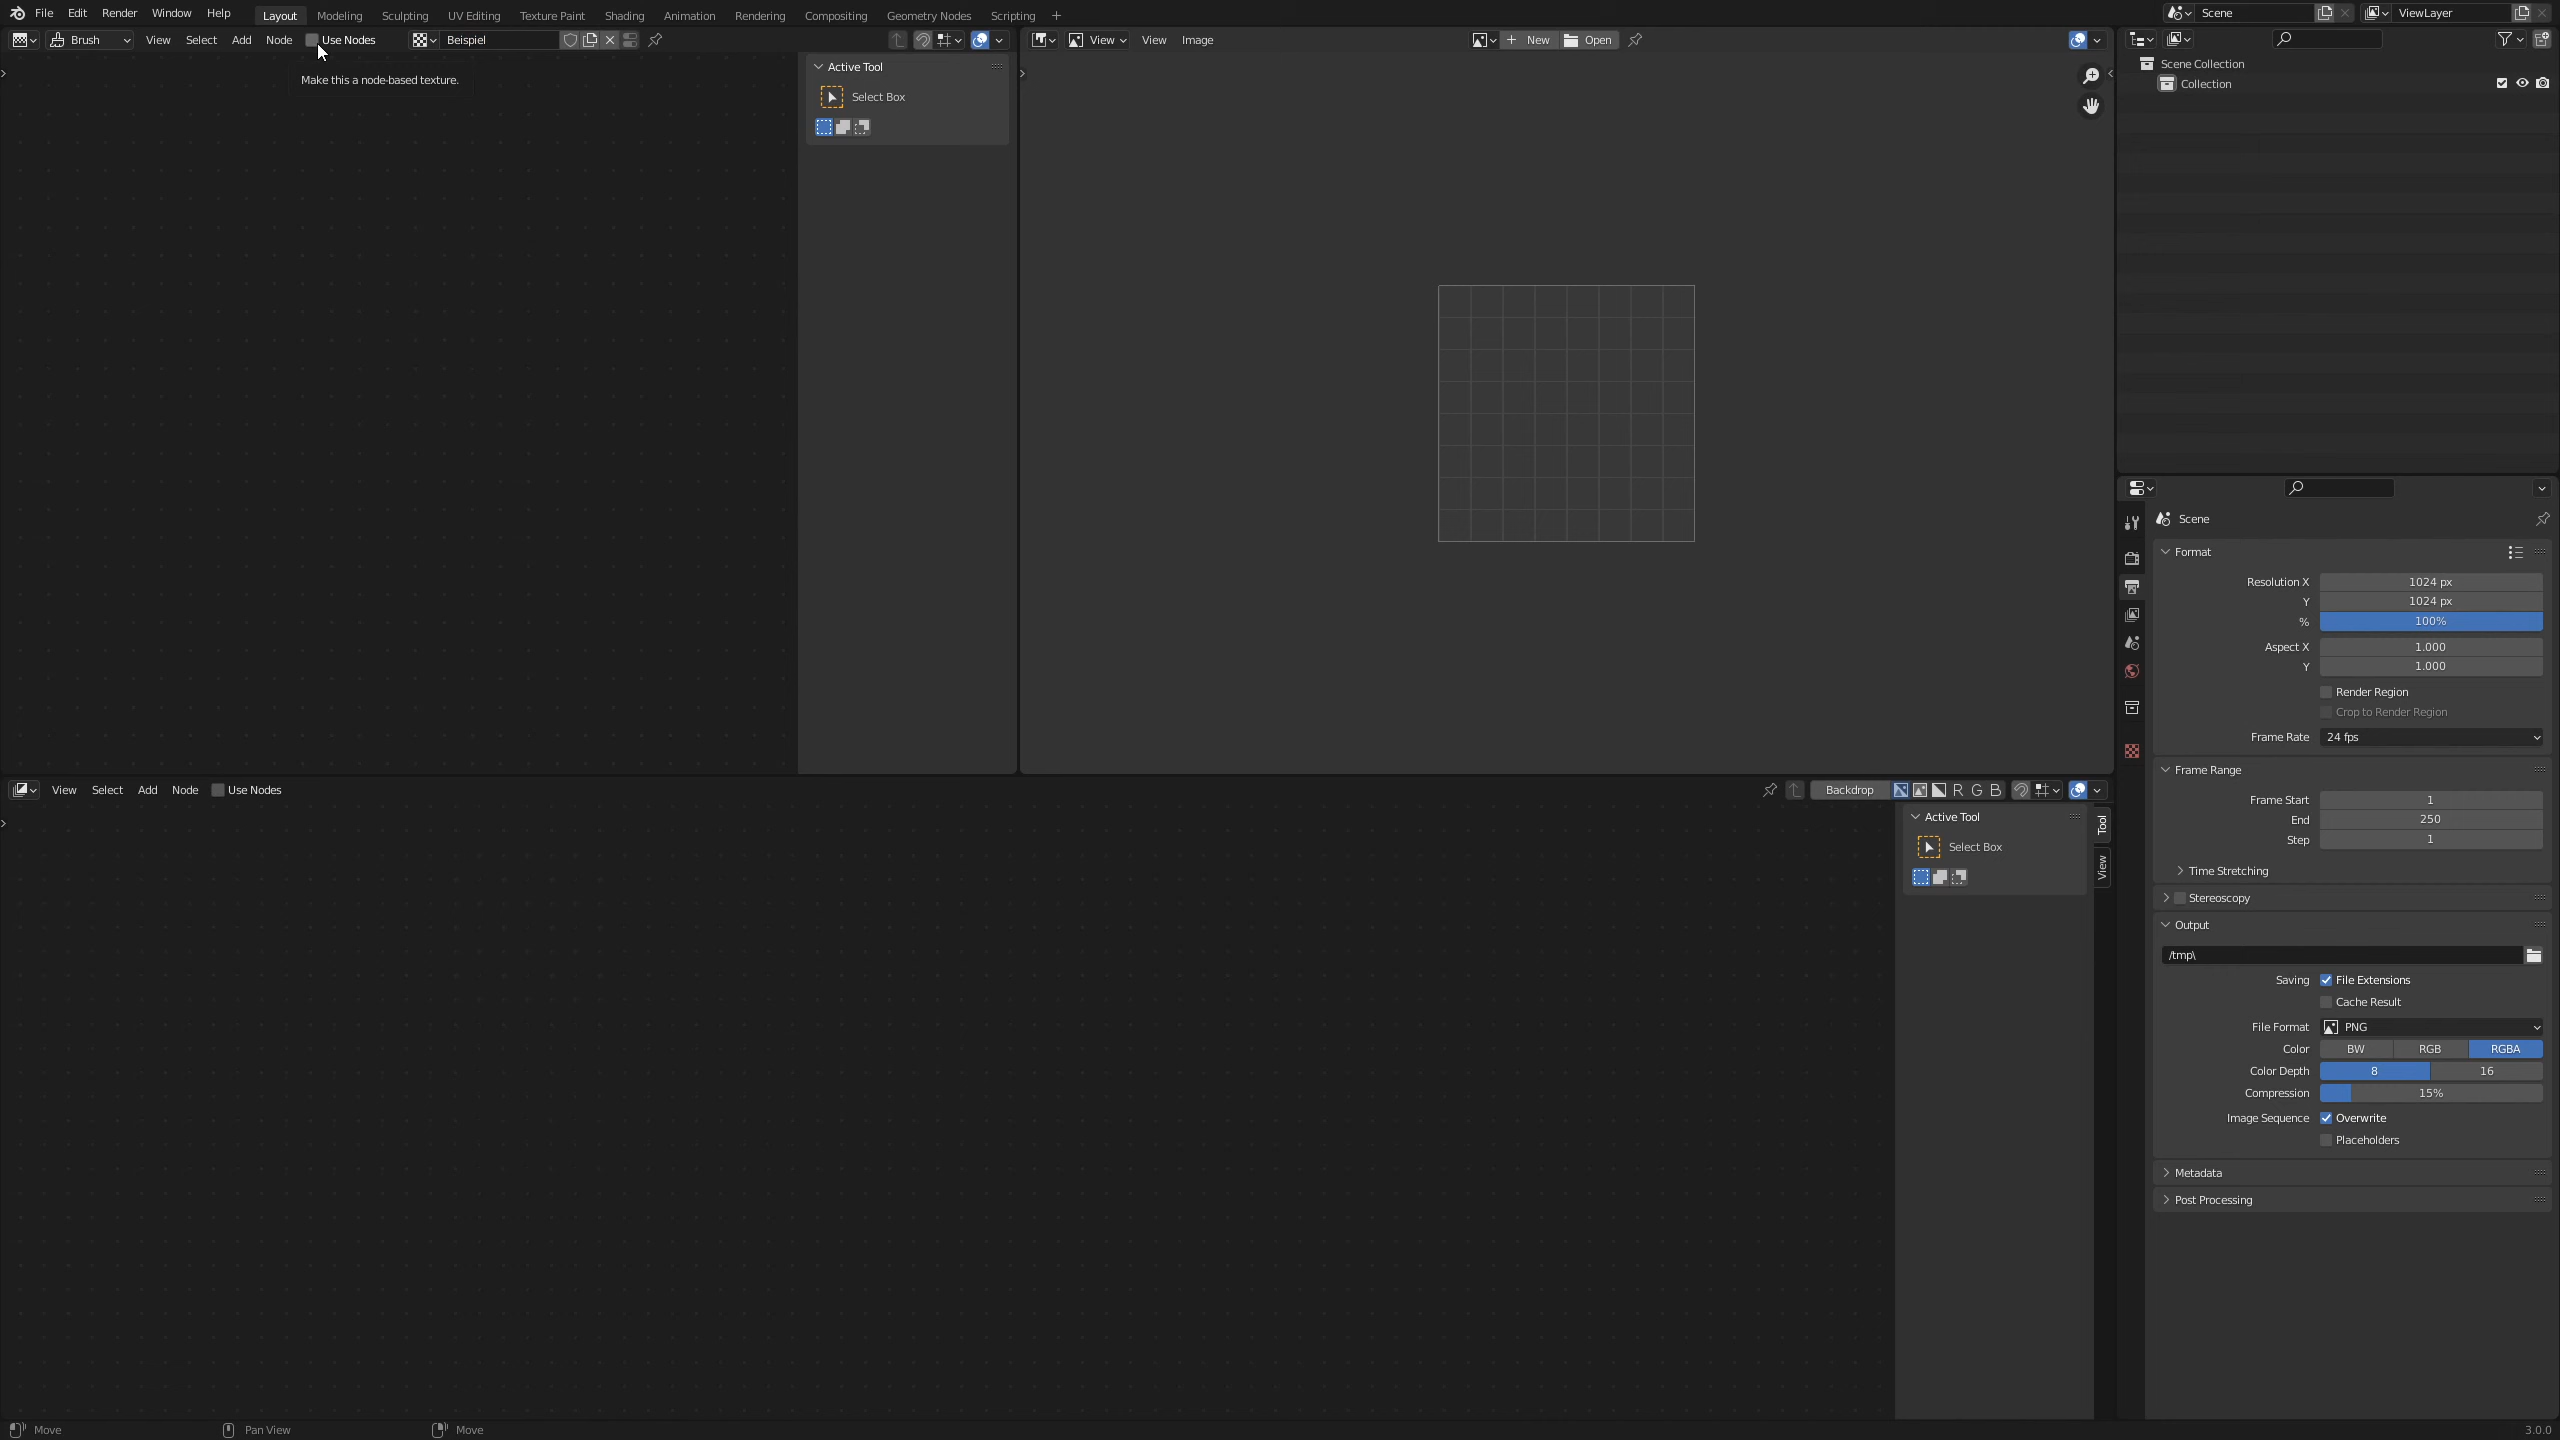 File Edit Render Window Help Layout Modeling Sculpting UV Editing Texture Paint Shading Animation Rendering Compositing Geometry Nodes Scripting + Scene ViewLayer
Brush View Select Add Node Use Nodes Beispiel
View View Image + New Open
Make this a node-based texture.
Active Tool
Select Box
Scene Collection
Collection
Scene
Format
Resolution X 1024 px
Y 1024 px
% 100%
Aspect X 1.000
Y 1.000
Render Region
Crop to Render Region
Frame Rate 24 fps
Frame Range
Frame Start 1
End 250
Step 1
Time Stretching
Stereoscopy
Output
/tmp\
Saving File Extensions
Cache Result
File Format PNG
Color BW RGB RGBA
Color Depth 8 16
Compression 15%
Image Sequence Overwrite
Placeholders
Metadata
Post Processing
View Select Add Node Use Nodes Backdrop R G B
Active Tool
Select Box
Tool
View
Move Pan View Move 3.0.0